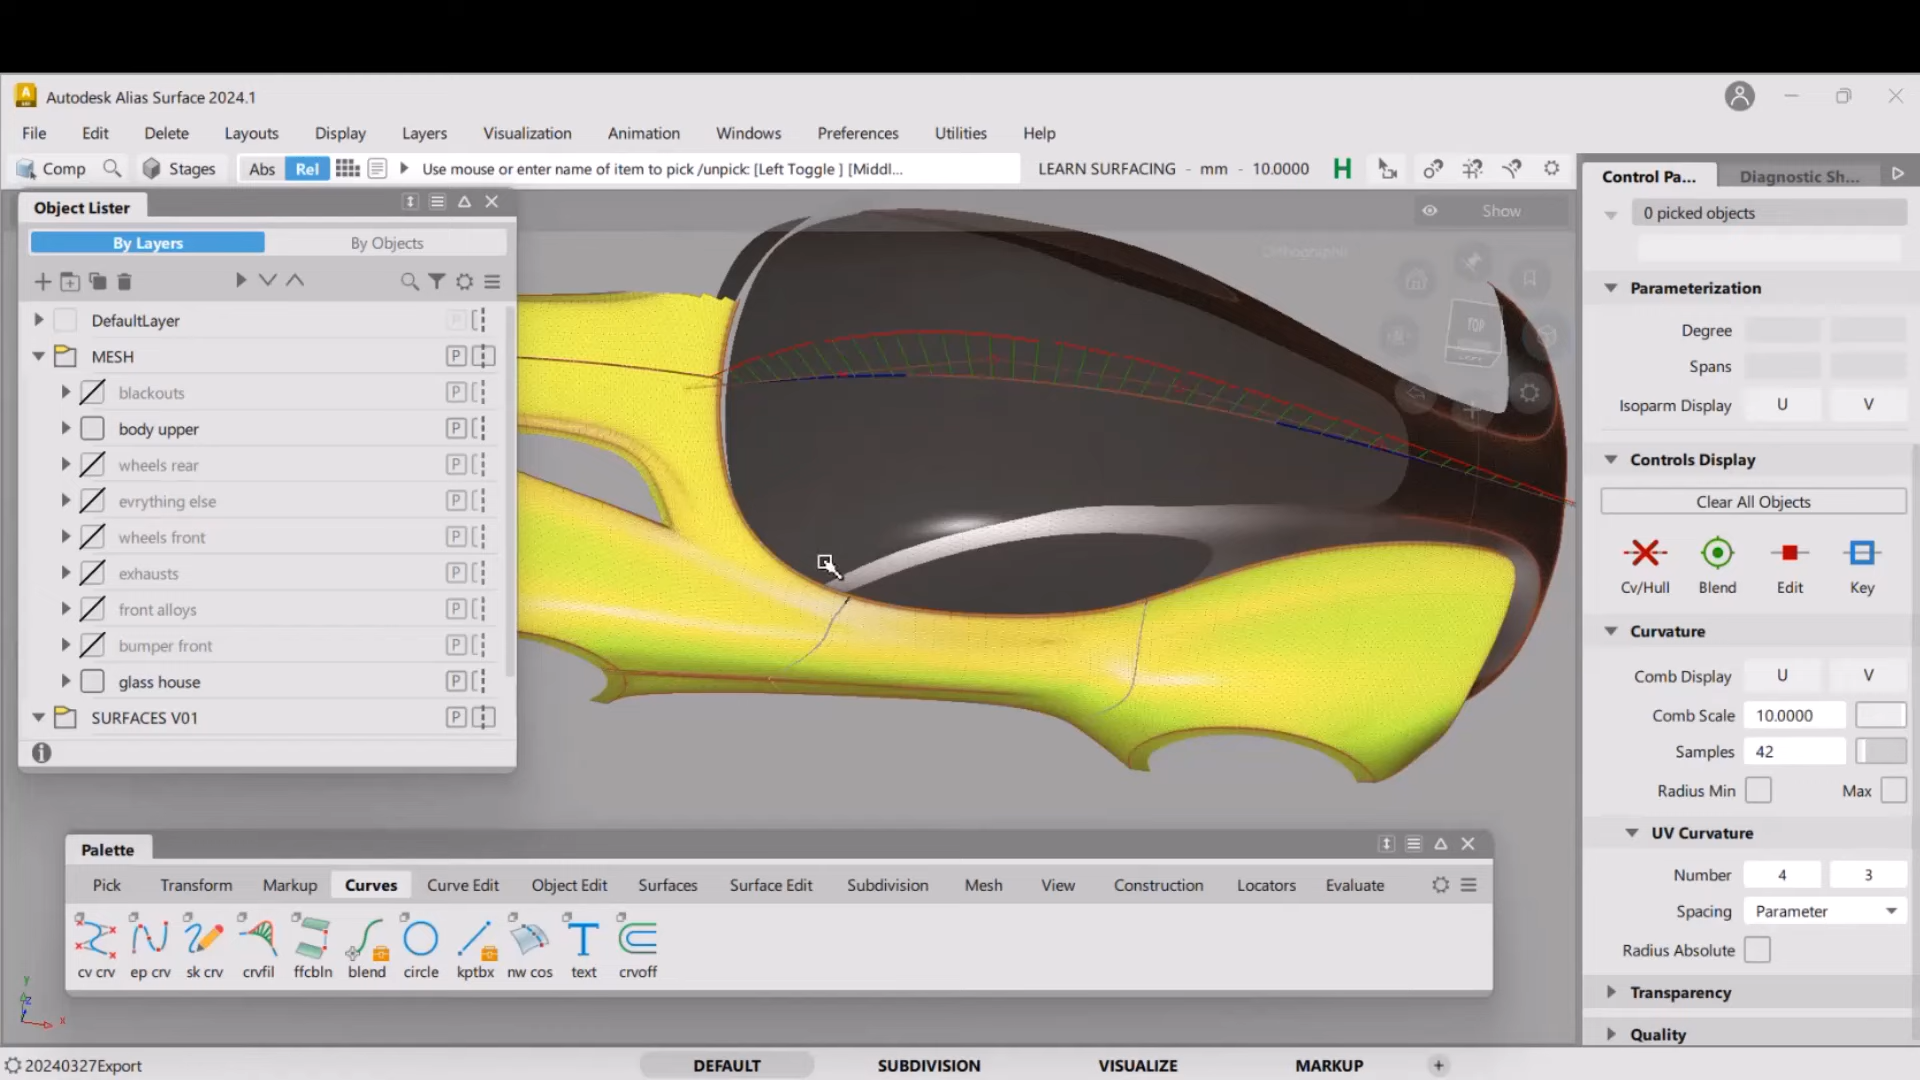 Autodesk Alias Surface 2024.1
File Edit Delete Layouts Display Layers Visualization Animation Windows Preferences Utilities Help
Comp Stages Abs Rel Use mouse or enter name of item to pick /unpick: [Left Toggle ] [Middl... LEARN SURFACING - mm - 10.0000 H
Control Pa... Diagnostic Sh...
Object Lister
By Layers By Objects
DefaultLayer P
MESH P
blackouts P
body upper P
wheels rear P
evrything else P
wheels front P
exhausts P
front alloys P
bumper front P
glass house P
SURFACES V01 P
Show
Orthographic
TOP
LEFT
0 picked objects
Parameterization
Degree
Spans
Isoparm Display U V
Controls Display
Clear All Objects
Cv/Hull Blend Edit Key
Curvature
Comb Display U V
Comb Scale 10.0000
Samples 42
Radius Min Max
UV Curvature
Number 4 3
Spacing Parameter
Radius Absolute
Transparency
Quality
Palette
Pick Transform Markup Curves Curve Edit Object Edit Surfaces Surface Edit Subdivision Mesh View Construction Locators Evaluate
cv crv ep crv sk crv crvfil ffcbln blend circle kptbx nw cos text crvoff
y
z
x
20240327Export DEFAULT SUBDIVISION VISUALIZE MARKUP +